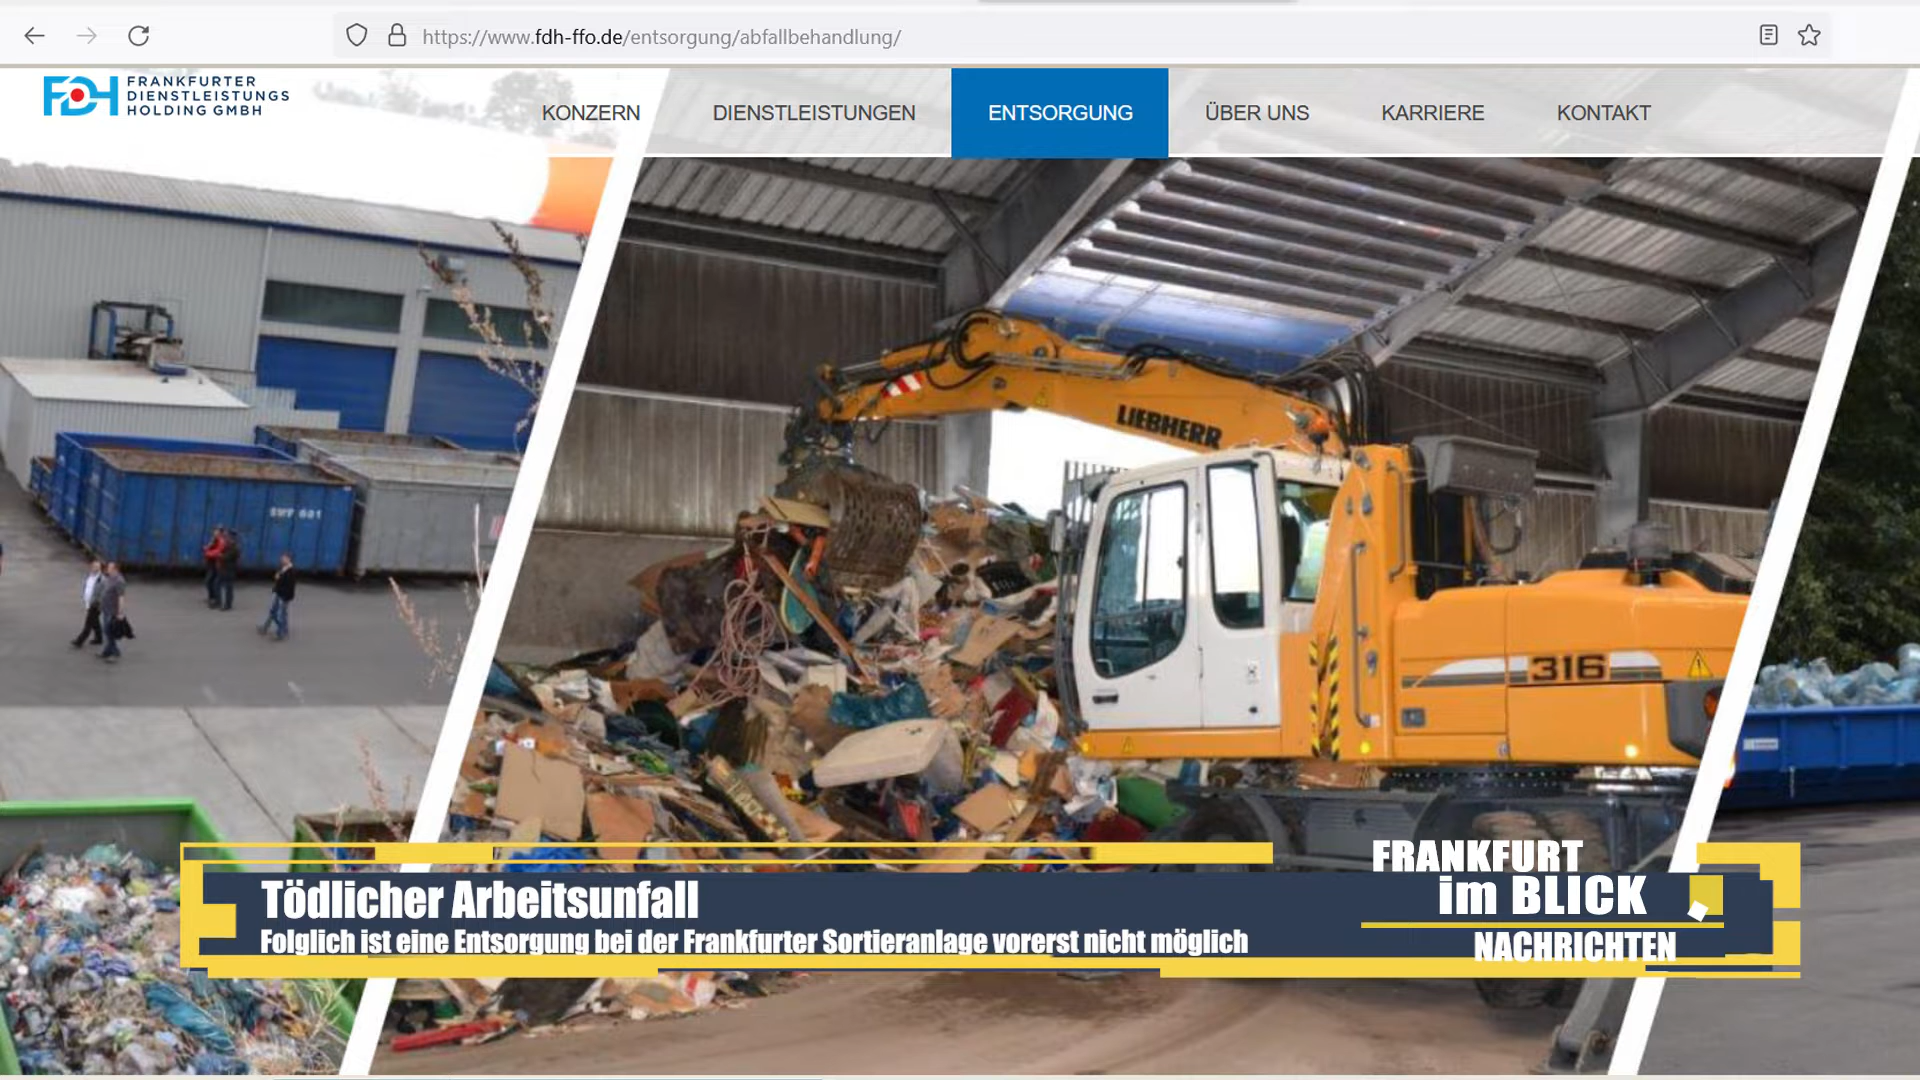 https://www.fdh-ffo.de/entsorgung/abfallbehandlung/
FDH
FRANKFURTER
DIENSTLEISTUNGS
HOLDING GMBH
KONZERN
DIENSTLEISTUNGEN
ENTSORGUNG
ÜBER UNS
KARRIERE
KONTAKT
LIEBHERR
316
Tödlicher Arbeitsunfall
Folglich ist eine Entsorgung bei der Frankfurter Sortieranlage vorerst nicht möglich
FRANKFURT
im BLICK
NACHRICHTEN